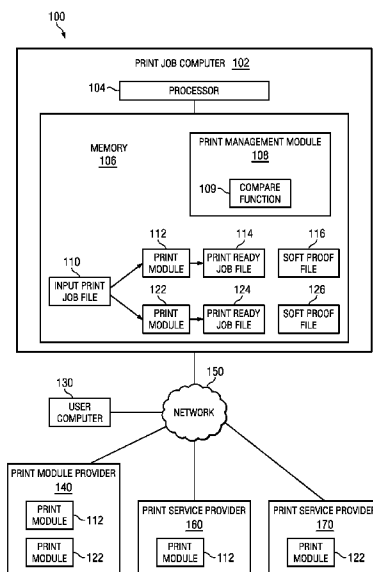 100
PRINT JOB COMPUTER 102
104
PROCESSOR
MEMORY
106
PRINT MANAGEMENT MODULE
108
109
COMPARE
FUNCTION
112
114
116
110
PRINT
MODULE
PRINT READY
JOB FILE
SOFT PROOF
FILE
INPUT PRINT
JOB FILE
122
124
126
PRINT
MODULE
PRINT READY
JOB FILE
SOFT PROOF
FILE
130
150
USER
COMPUTER
NETWORK
PRINT MODULE PROVIDER
140
PRINT
MODULE
112
PRINT
MODULE
122
PRINT SERVICE PROVIDER
160
PRINT
MODULE
112
PRINT SERVICE PROVIDER
170
PRINT
MODULE
122